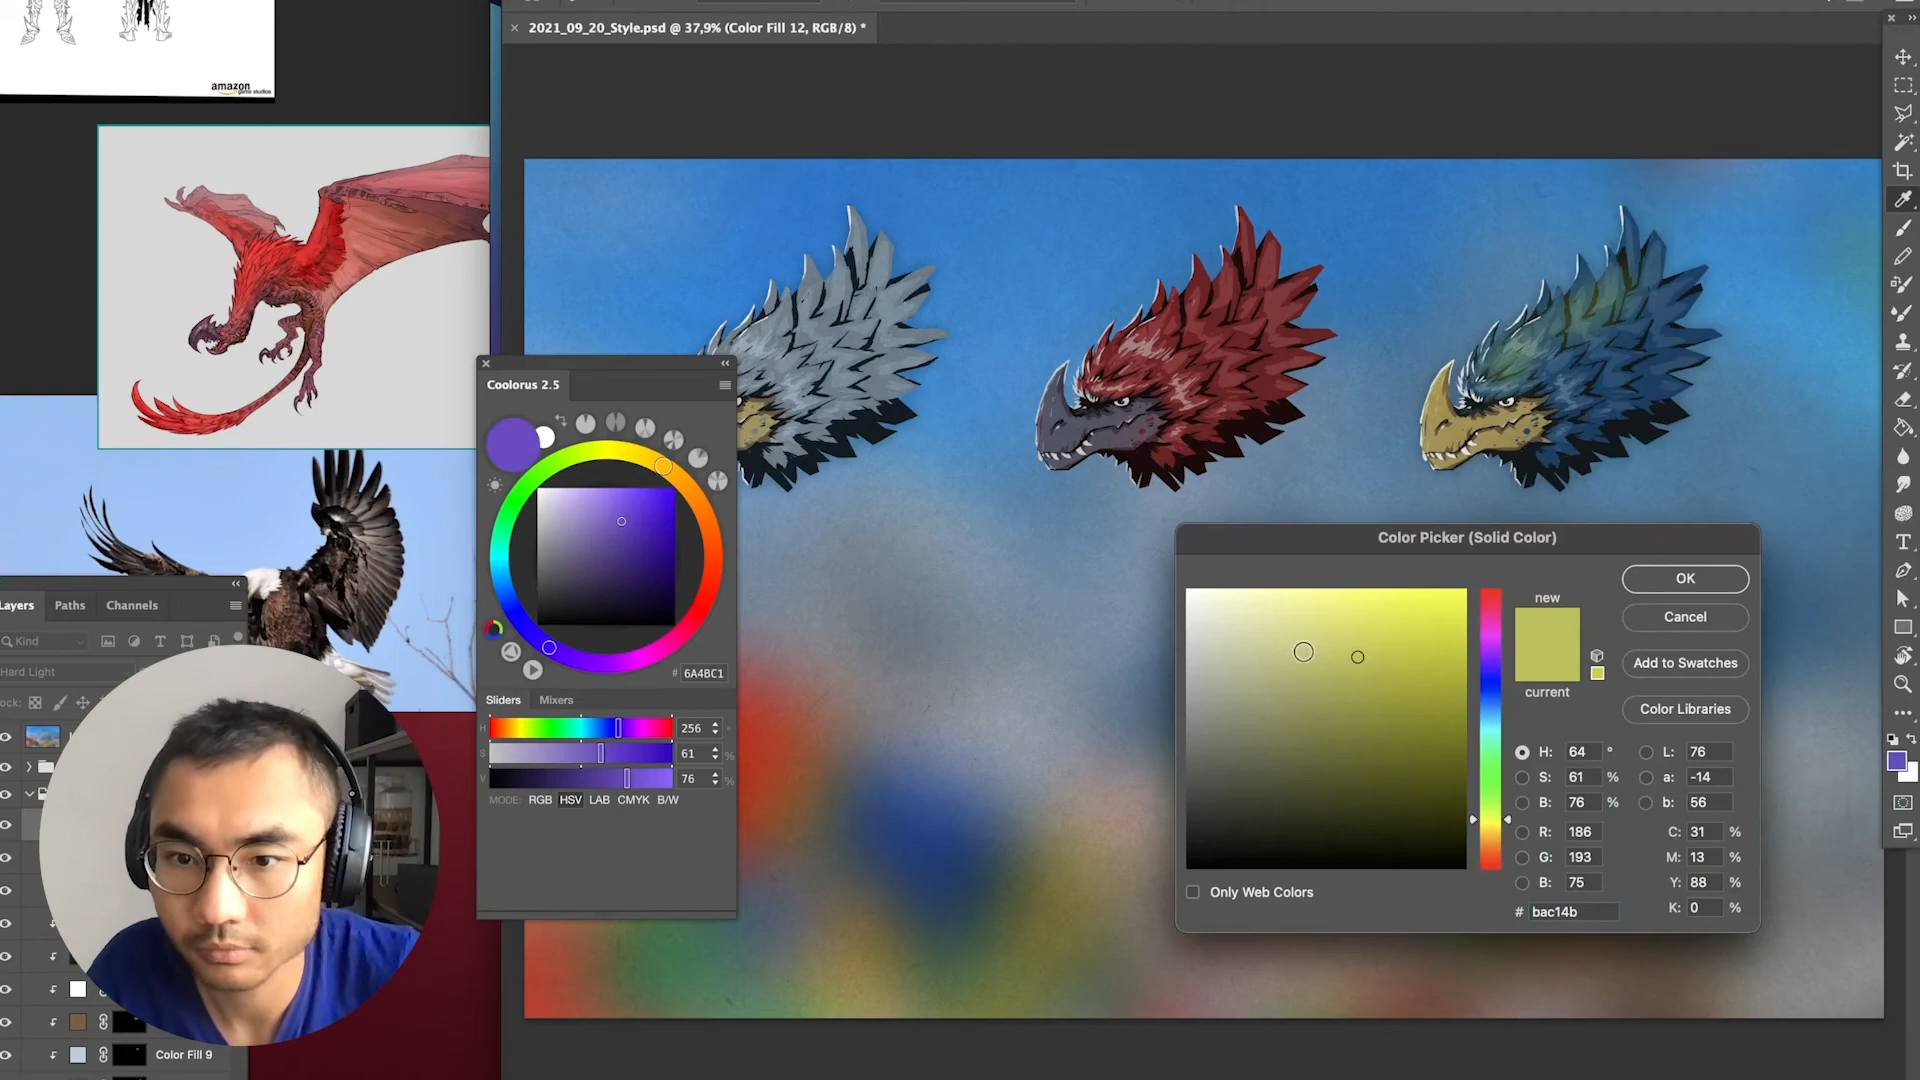 amazon
game studios
2021_09_20_Style.psd @ 37,9% (Color Fill 12, RGB/8) *
Coolorus 2.5
# 6A4BC1
Sliders Mixers
H 256 °
S 61 %
V 76 %
MODE: RGB HSV LAB CMYK B/W
Layers Paths Channels
Kind
Hard Light
ock:
Color Fill 9
Color Picker (Solid Color)
new
current
OK
Cancel
Add to Swatches
Color Libraries
H: 64 ° L: 76
S: 61 % a: -14
B: 76 % b: 56
R: 186 C: 31 %
G: 193 M: 13 %
B: 75 Y: 88 %
# bac14b K: 0 %
Only Web Colors